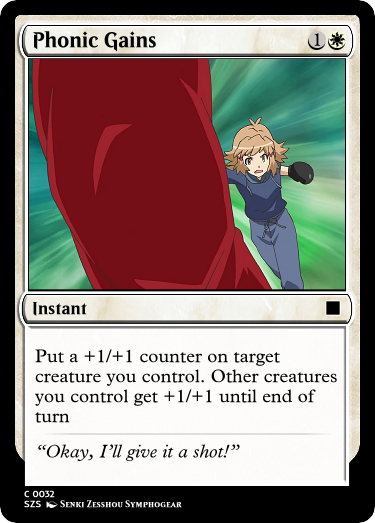 Phonic Gains 1
Instant
Put a +1/+1 counter on target
creature you control. Other creatures
you control get +1/+1 until end of
turn
“Okay, I’ll give it a shot!”
C 0032
SZS Senki Zesshou Symphogear